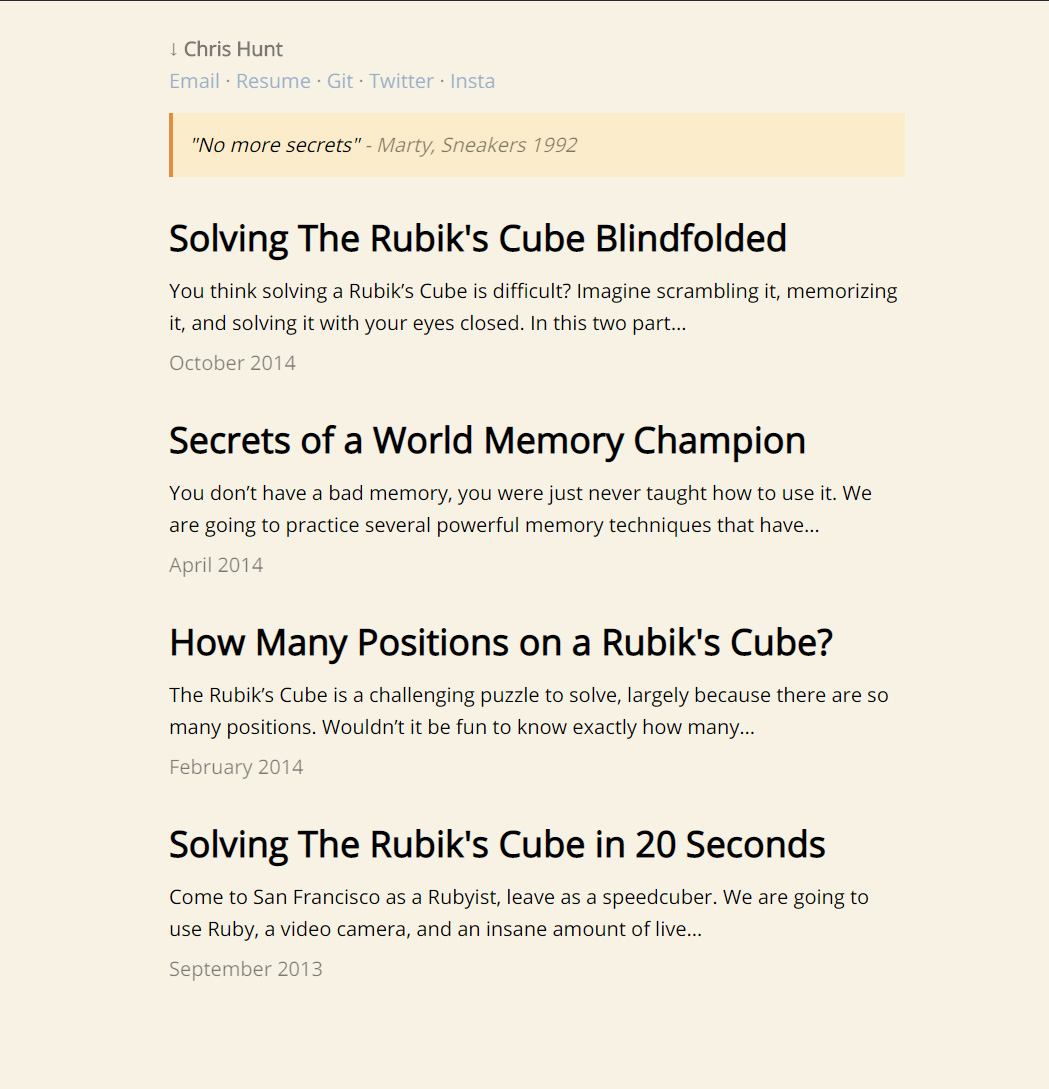 ↓ Chris Hunt
Email · Resume · Git · Twitter · Insta
"No more secrets" - Marty, Sneakers 1992
Solving The Rubik's Cube Blindfolded
You think solving a Rubik’s Cube is difficult? Imagine scrambling it, memorizing
it, and solving it with your eyes closed. In this two part...
October 2014
Secrets of a World Memory Champion
You don’t have a bad memory, you were just never taught how to use it. We
are going to practice several powerful memory techniques that have...
April 2014
How Many Positions on a Rubik's Cube?
The Rubik’s Cube is a challenging puzzle to solve, largely because there are so
many positions. Wouldn’t it be fun to know exactly how many...
February 2014
Solving The Rubik's Cube in 20 Seconds
Come to San Francisco as a Rubyist, leave as a speedcuber. We are going to
use Ruby, a video camera, and an insane amount of live...
September 2013